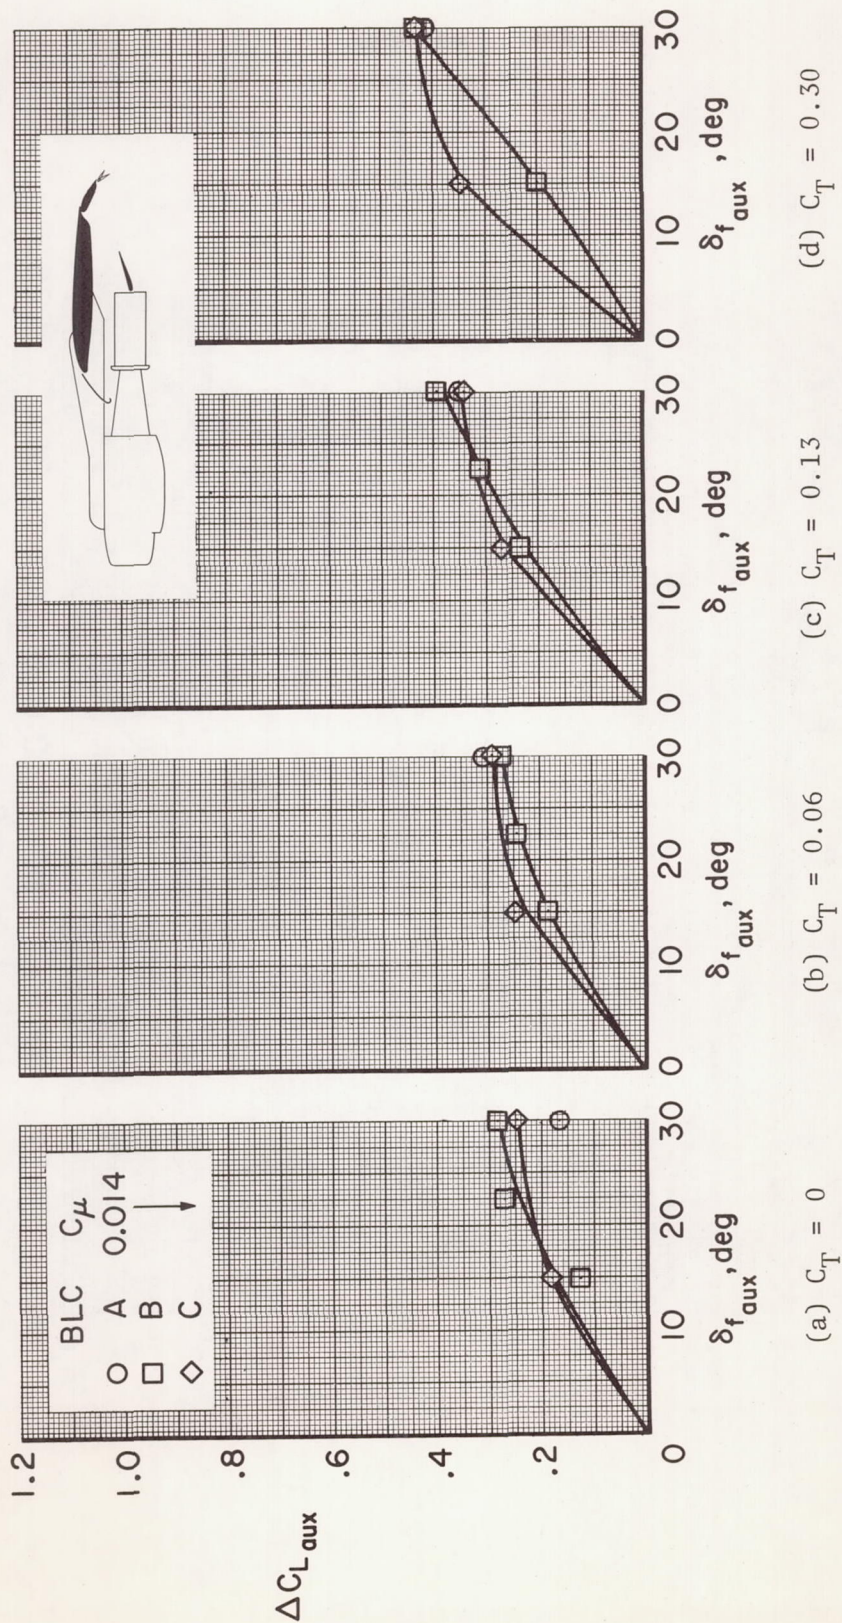 1.2
1.0
.8
.6
.4
.2
0
ΔC_L aux
BLC C_μ
○ A 0.014
□ B ↓
◇ C
10 20 30
δ_f aux, deg
(a) C_T = 0
0 10 20 30
δ_f aux, deg
(b) C_T = 0.06
0 10 20 30
δ_f aux, deg
(c) C_T = 0.13
0 10 20 30
δ_f aux, deg
(d) C_T = 0.30